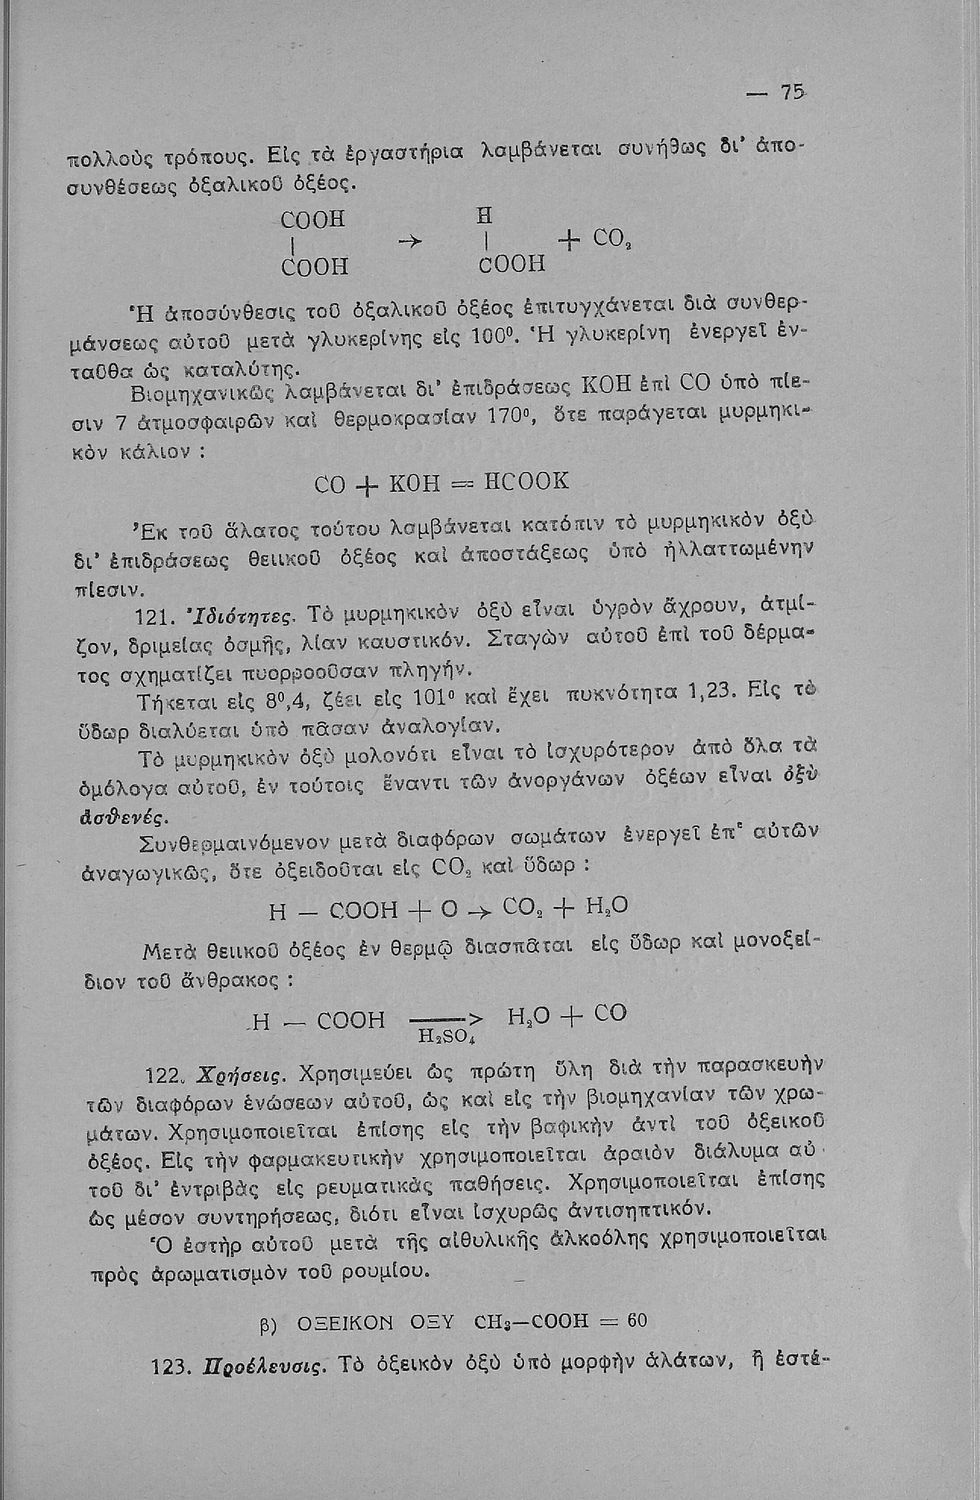 — 75
πολλοὺς τρόπους. Εἰς τὰ ἐργαστήρια λαμβάνεται συνήθως δι' ἀπο-
συνθέσεως ὀξαλικοῦ ὀξέος.
COOH H
| → | + CO₂
COOH COOH
Ἡ ἀποσύνθεσις τοῦ ὀξαλικοῦ ὀξέος ἐπιτυγχάνεται διὰ συνθερ-
μάνσεως αὐτοῦ μετὰ γλυκερίνης εἰς 100⁰. Ἡ γλυκερίνη ἐνεργεῖ ἐν-
ταῦθα ὡς καταλύτης.
Βιομηχανικῶς λαμβάνεται δι' ἐπιδράσεως KOH ἐπὶ CO ὑπὸ πίε-
σιν 7 ἀτμοσφαιρῶν καὶ θερμοκρασίαν 170⁰, ὅτε παράγεται μυρμηκι-
κὸν κάλιον :
CO + KOH = HCOOK
Ἐκ τοῦ ἅλατος τούτου λαμβάνεται κατόπιν τὸ μυρμηκικὸν ὀξὺ
δι' ἐπιδράσεως θειικοῦ ὀξέος καὶ ἀποστάξεως ὑπὸ ἠλλαττωμένην
πίεσιν.
121. Ἰδιότητες. Τὸ μυρμηκικὸν ὀξὺ εἶναι ὑγρὸν ἄχρουν, ἀτμί-
ζον, δριμείας ὀσμῆς, λίαν καυστικόν. Σταγὼν αὐτοῦ ἐπὶ τοῦ δέρμα-
τος σχηματίζει πυορροοῦσαν πληγήν.
Τήκεται εἰς 8⁰,4, ζέει εἰς 101⁰ καὶ ἔχει πυκνότητα 1,23. Εἰς τὸ
ὕδωρ διαλύεται ὑπὸ πᾶσαν ἀναλογίαν.
Τὸ μυρμηκικὸν ὀξὺ μολονότι εἶναι τὸ ἰσχυρότερον ἀπὸ ὅλα τὰ
ὁμόλογα αὐτοῦ, ἐν τούτοις ἔναντι τῶν ἀνοργάνων ὀξέων εἶναι ὀξὺ
ἀσθενές.
Συνθερμαινόμενον μετὰ διαφόρων σωμάτων ἐνεργεῖ ἐπ' αὐτῶν
ἀναγωγικῶς, ὅτε ὀξειδοῦται εἰς CO₂ καὶ ὕδωρ :
H — COOH + O → CO₂ + H₂O
Μετὰ θειικοῦ ὀξέος ἐν θερμῷ διασπᾶται εἰς ὕδωρ καὶ μονοξεί-
διον τοῦ ἄνθρακος :
H — COOH ——> H₂O + CO
H₂SO₄
122. Χρήσεις. Χρησιμεύει ὡς πρώτη ὕλη διὰ τὴν παρασκευὴν
τῶν διαφόρων ἑνώσεων αὐτοῦ, ὡς καὶ εἰς τὴν βιομηχανίαν τῶν χρω-
μάτων. Χρησιμοποιεῖται ἐπίσης εἰς τὴν βαφικὴν ἀντὶ τοῦ ὀξεικοῦ
ὀξέος. Εἰς τὴν φαρμακευτικὴν χρησιμοποιεῖται ἀραιὸν διάλυμα αὐ-
τοῦ δι' ἐντριβὰς εἰς ρευματικὰς παθήσεις. Χρησιμοποιεῖται ἐπίσης
ὡς μέσον συντηρήσεως, διότι εἶναι ἰσχυρῶς ἀντισηπτικόν.
Ὁ ἐστὴρ αὐτοῦ μετὰ τῆς αἰθυλικῆς ἀλκοόλης χρησιμοποιεῖται
πρὸς ἀρωματισμὸν τοῦ ρουμίου.
β) ΟΞΕΙΚΟΝ ΟΞΥ CH₃—COOH = 60
123. Προέλευσις. Τὸ ὀξεικὸν ὀξὺ ὑπὸ μορφὴν ἁλάτων, ἢ ἐστέ-